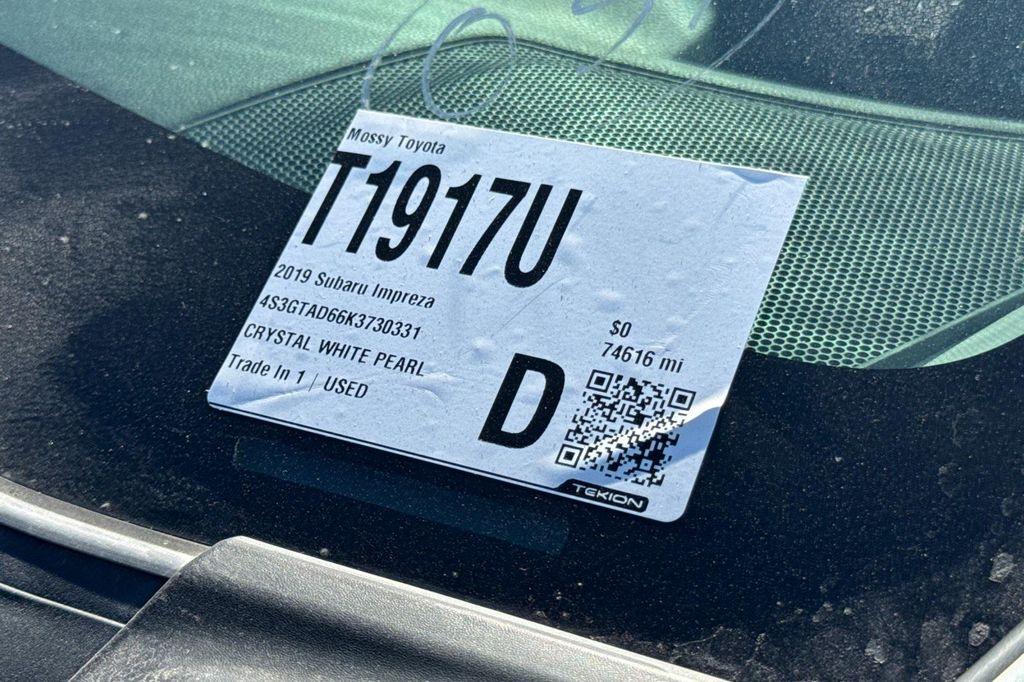 Mossy Toyota
T1917U
2019 Subaru Impreza
4S3GTAD66K3730331
CRYSTAL WHITE PEARL
Trade In 1 / USED
$0
74616 mi
D
TEKION